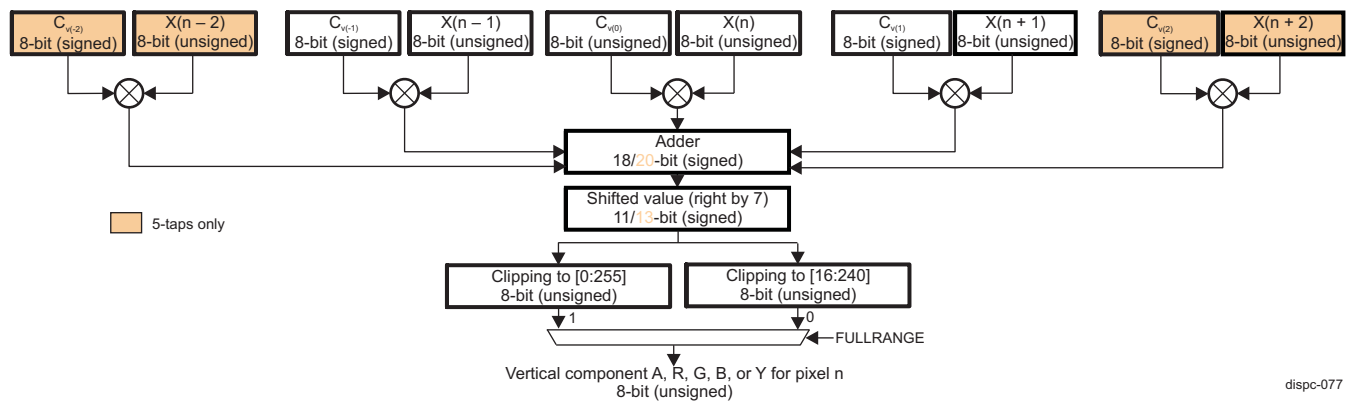 Cv(-2)
8-bit (signed)
X(n – 2)
8-bit (unsigned)
Cv(-1)
8-bit (signed)
X(n – 1)
8-bit (unsigned)
Cv(0)
8-bit (unsigned)
X(n)
8-bit (unsigned)
Cv(1)
8-bit (signed)
X(n + 1)
8-bit (unsigned)
Cv(2)
8-bit (signed)
X(n + 2)
8-bit (unsigned)
Adder
18/20-bit (signed)
Shifted value (right by 7)
11/13-bit (signed)
5-taps only
Clipping to [0:255]
8-bit (unsigned)
Clipping to [16:240]
8-bit (unsigned)
1
0
FULLRANGE
Vertical component A, R, G, B, or Y for pixel n
8-bit (unsigned)
dispc-077